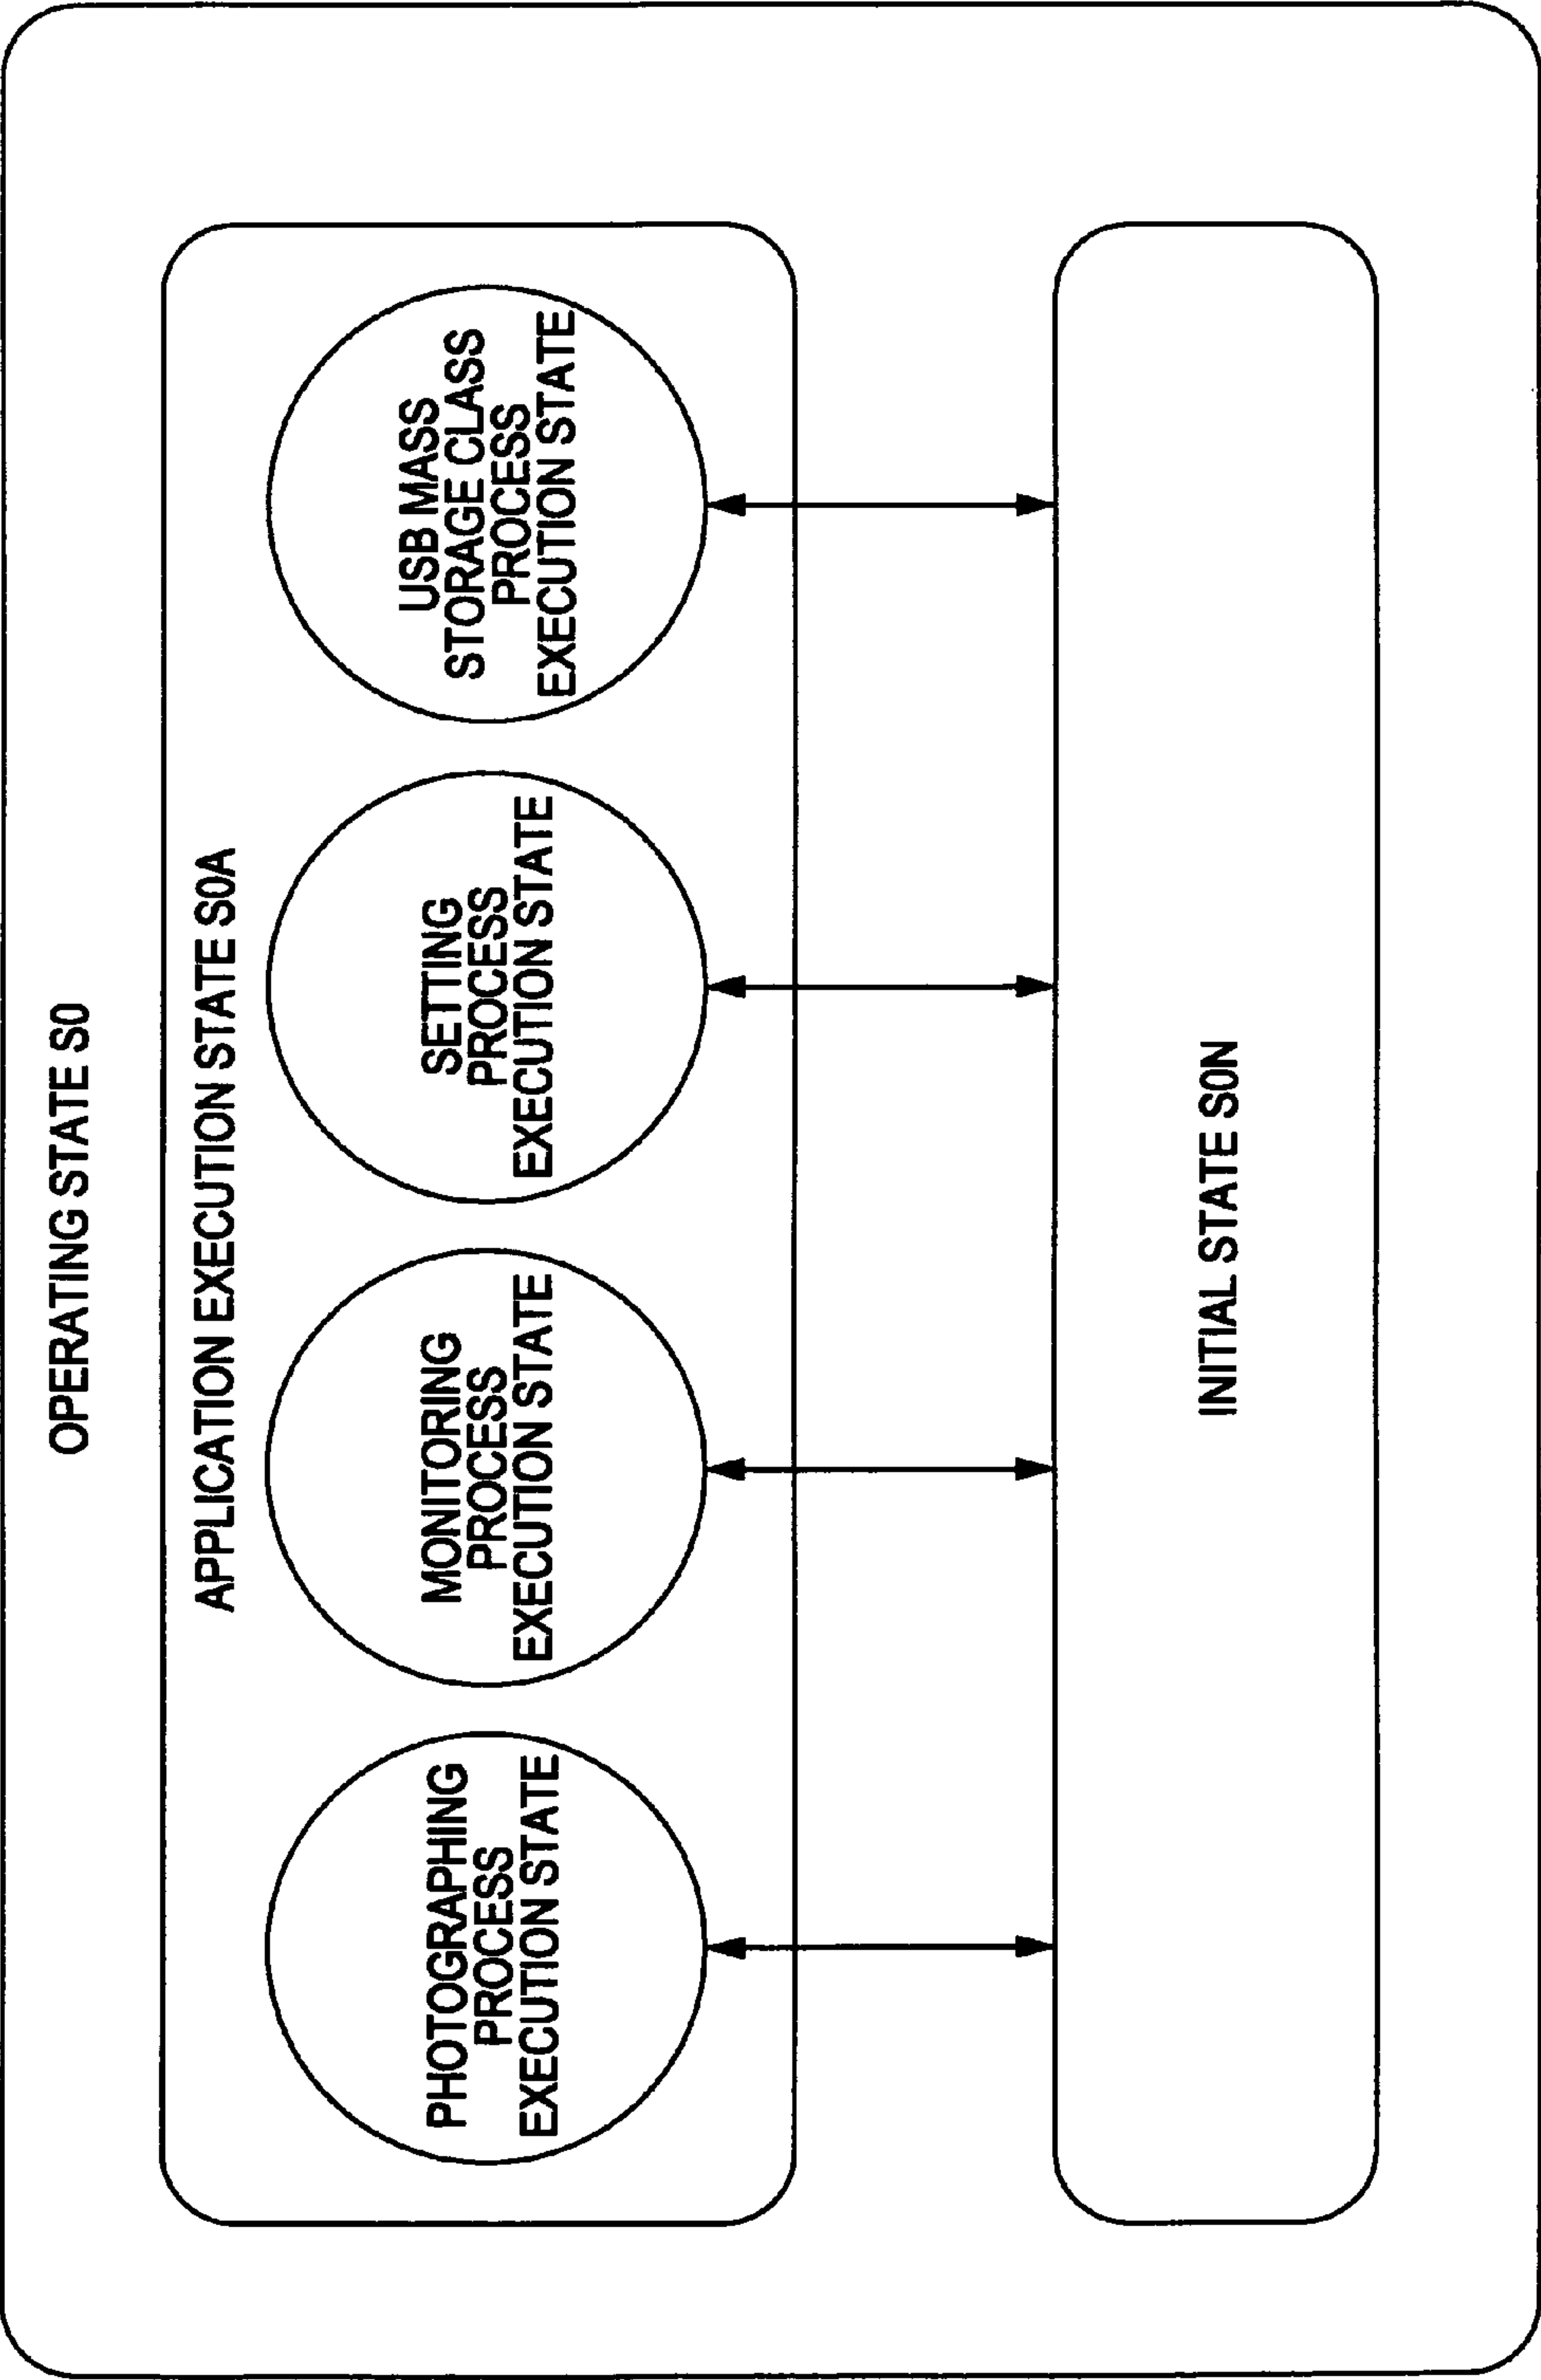 OPERATING STATE S0
APPLICATION EXECUTION STATE S0A
PHOTOGRAPHING
PROCESS
EXECUTION STATE
MONITORING
PROCESS
EXECUTION STATE
SETTING
PROCESS
EXECUTION STATE
USB MASS
STORAGE CLASS
PROCESS
EXECUTION STATE
INITIAL STATE S0N